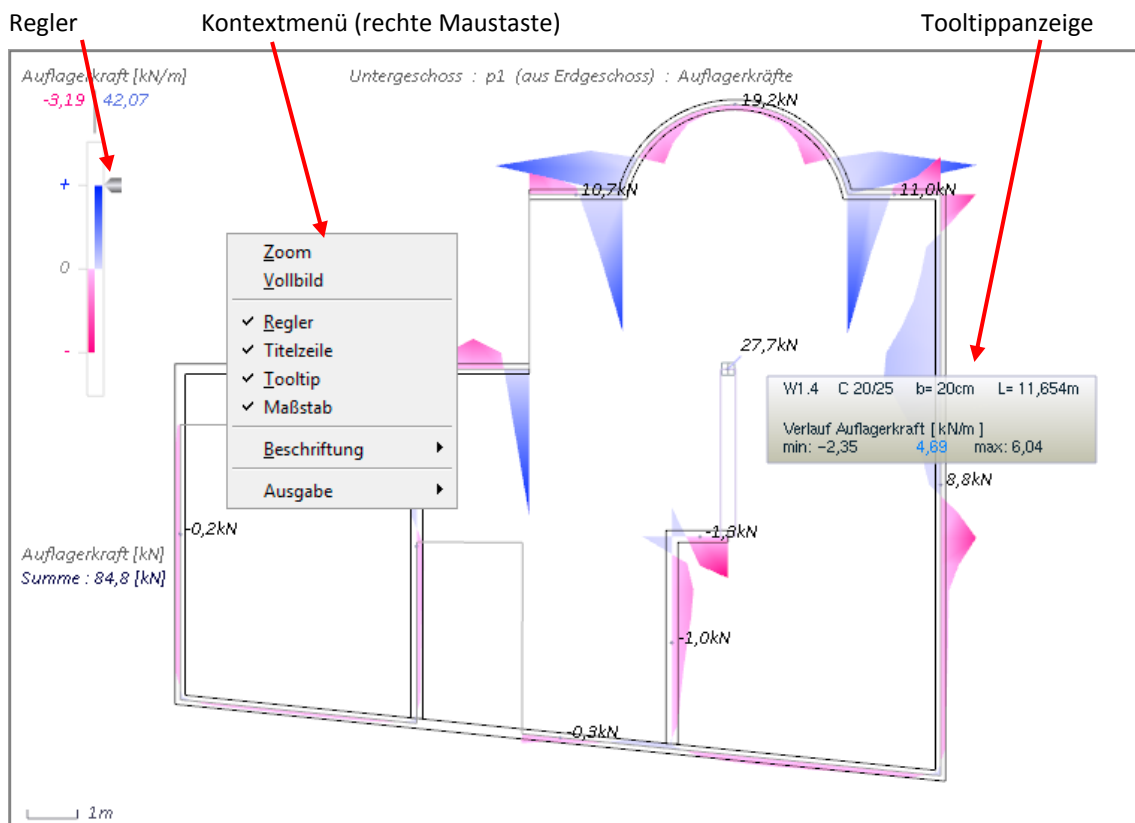 Regler
Kontextmenü (rechte Maustaste)
Tooltippanzeige
Auflagerkraft [kN/m]
-3,19 42,07
Untergeschoss : p1 (aus Erdgeschoss) : Auflagerkräfte
19,2kN
+
0
-
10,7kN
11,0kN
Zoom
Vollbild
Regler
Titelzeile
Tooltip
Maßstab
Beschriftung
Ausgabe
27,7kN
W1.4 C 20/25 b= 20cm L= 11,654m
Verlauf Auflagerkraft [ kN/m ]
min: −2,35 4,69 max: 6,04
8,8kN
-0,2kN
-1,3kN
Auflagerkraft [kN]
Summe : 84,8 [kN]
-1,0kN
-0,3kN
1m